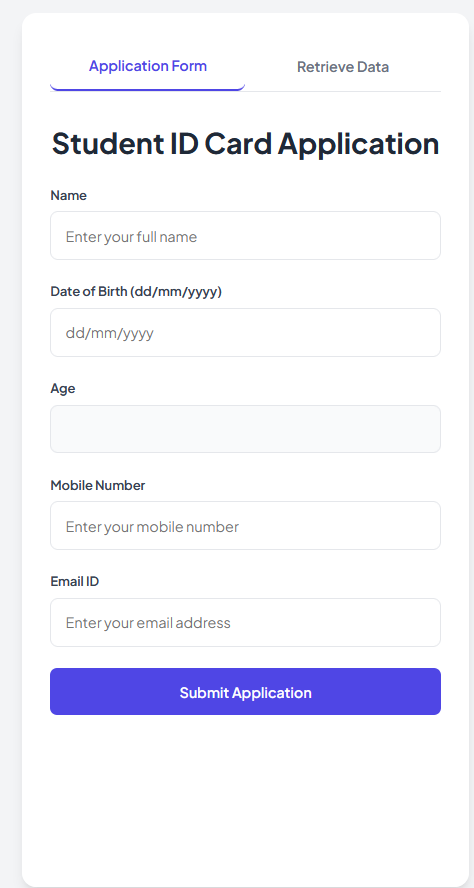 Application Form
Retrieve Data
Student ID Card Application
Name
Enter your full name
Date of Birth (dd/mm/yyyy)
dd/mm/yyyy
Age
Mobile Number
Enter your mobile number
Email ID
Enter your email address
Submit Application